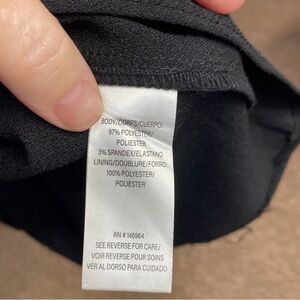 BODY/CORPS/CUERPO:
97% POLYESTER/
POLIESTER
3% SPANDEX/ELASTANO
LINING/DOUBLURE/FORRO:
100% POLYESTER/
POLIESTER
RN # 146964
SEE REVERSE FOR CARE/
VOIR REVERSE POUR SOINS
VER AL DORSO PARA CUIDADO